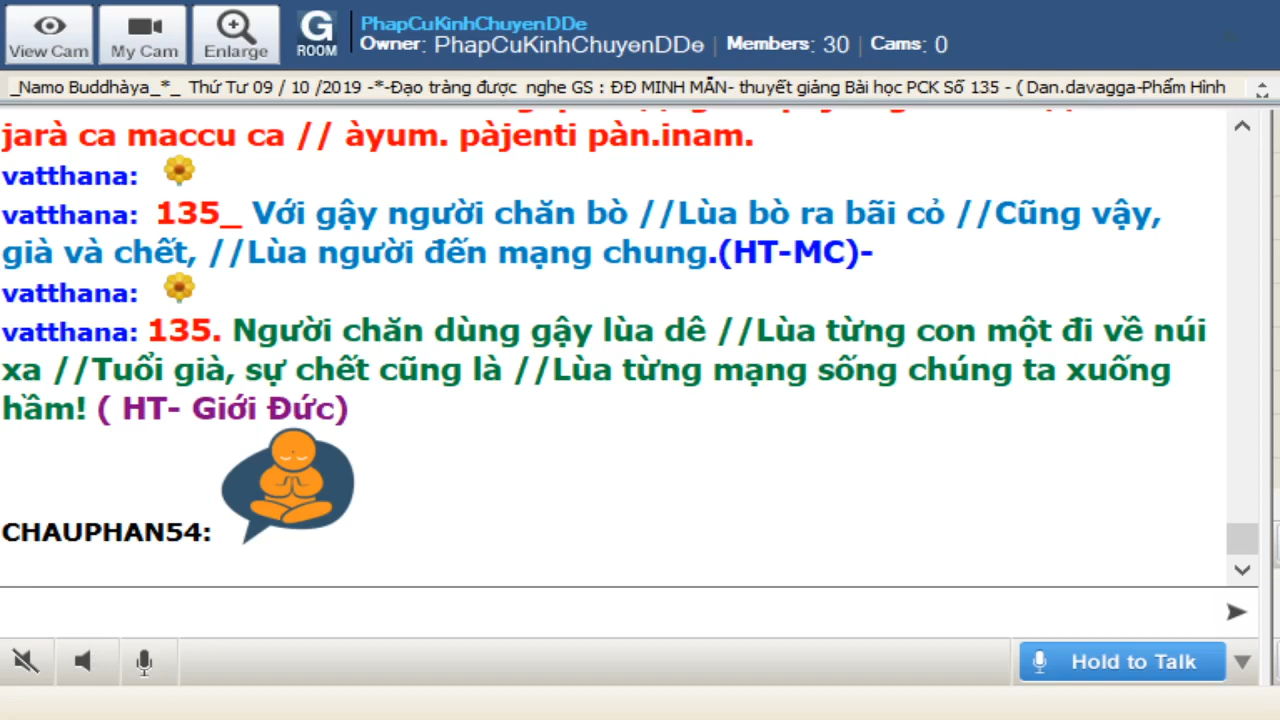 View Cam
My Cam
Enlarge
G
ROOM
PhapCuKinhChuyenDDe
Owner: PhapCuKinhChuyenDDe | Members: 30 | Cams: 0
_Namo Buddhàya_*_ Thứ Tư 09 / 10 /2019 -*-Đạo tràng được nghe GS : ĐĐ MINH MẪN- thuyết giảng Bài học PCK Số 135 - ( Dan.davagga-Phẩm Hình
jarà ca maccu ca // àyum. pàjenti pàn.inam.
vatthana:
vatthana: 135_ Với gậy người chăn bò //Lùa bò ra bãi cỏ //Cũng vậy,
già và chết, //Lùa người đến mạng chung.(HT-MC)-
vatthana:
vatthana: 135. Người chăn dùng gậy lùa dê //Lùa từng con một đi về núi
xa //Tuổi già, sự chết cũng là //Lùa từng mạng sống chúng ta xuống
hầm! ( HT- Giới Đức)
CHAUPHAN54:
Hold to Talk